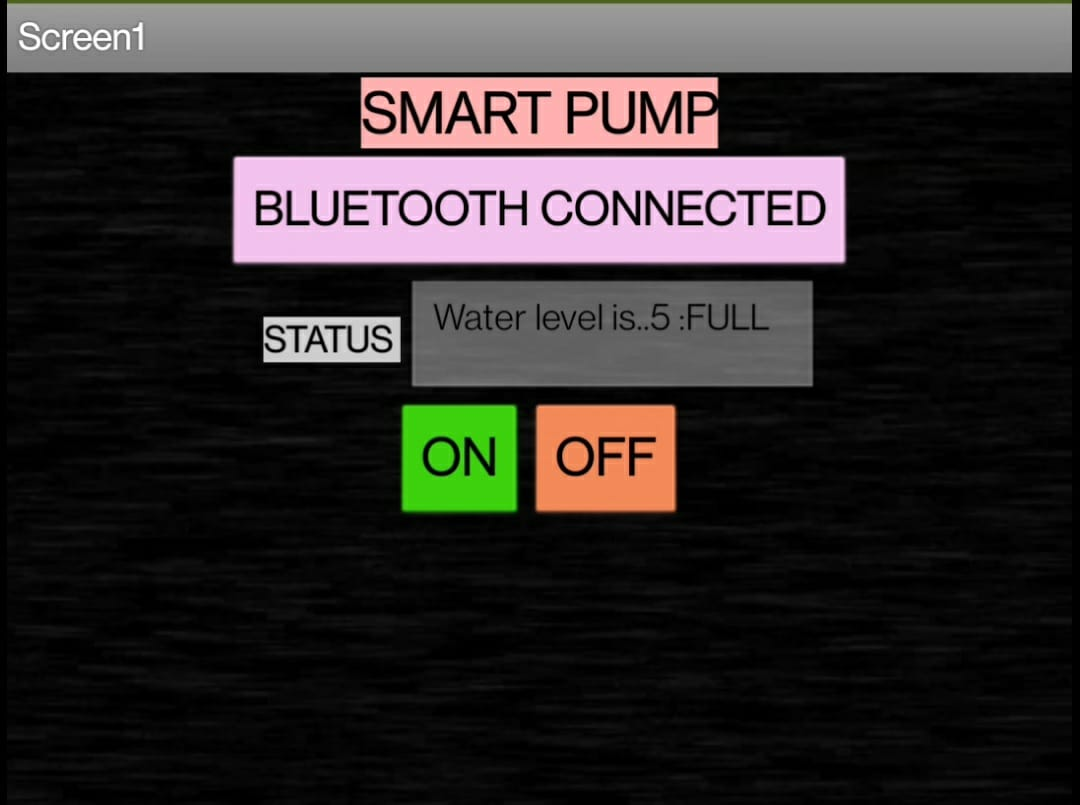 Screen1
SMART PUMP
BLUETOOTH CONNECTED
STATUS
Water level is..5 :FULL
ON OFF